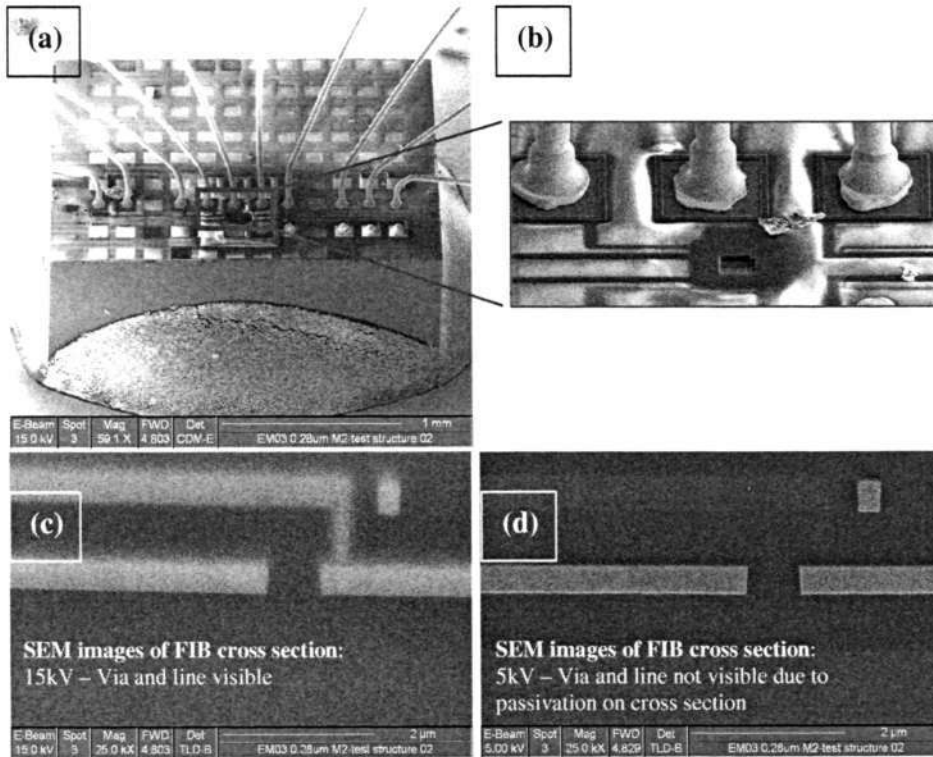 (a)
(b)
E-Beam Spot Mag FWD Det 1 mm
15.0 kV 3 59.1 X 4.803 CDM-E EM03 0.28um M2-test structure 02
(c)
SEM images of FIB cross section:
15kV – Via and line visible
E-Beam Spot Mag FWD Det 2 µm
15.0 kV 3 25.0 kX 4.803 TLD-B EM03 0.28um M2-test structure 02
(d)
SEM images of FIB cross section:
5kV – Via and line not visible due to
passivation on cross section
E-Beam Spot Mag FWD Det 2 µm
5.00 kV 3 25.0 kX 4.829 TLD-B EM03 0.28um M2-test structure 02